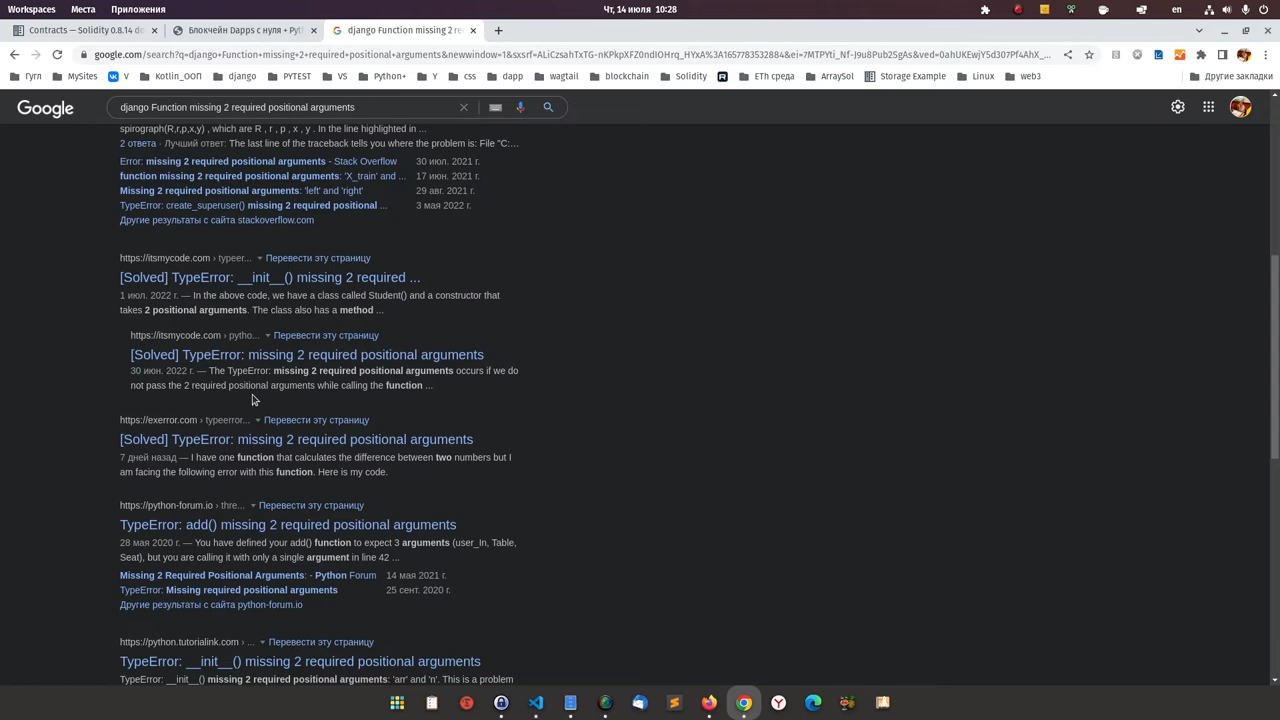 Workspaces Места Приложения Чт, 14 июля 10:28 en
Contracts — Solidity 0.8.14 do
Блокчейн Dapps с нуля + Pyth
django Function missing 2 re
google.com/search?q=django+Function+missing+2+required+positional+arguments&newwindow=1&sxsrf=
Гугл MySites V Kotlin_ООП django PYTEST VS Python+ Y css dapp wagtail blockchain Solidity ETh среда ArraySol Storage Example Linux web3 Другие закладки
Google
django Function missing 2 required positional arguments
spirograph(R,r,p,x,y) , which are R , r , p , x , y . In the line highlighted in ...
2 ответа · Лучший ответ: The last line of the traceback tells you where the problem is: File "C:...
Error: missing 2 required positional arguments - Stack Overflow 30 июл. 2021 г.
function missing 2 required positional arguments: 'X_train' and ... 17 июн. 2021 г.
Missing 2 required positional arguments: 'left' and 'right' 29 авг. 2021 г.
TypeError: create_superuser() missing 2 required positional ... 3 мая 2022 г.
Другие результаты с сайта stackoverflow.com
https://itsmycode.com › typeer... Перевести эту страницу
[Solved] TypeError: __init__() missing 2 required ...
1 июл. 2022 г. — In the above code, we have a class called Student() and a constructor that
takes 2 positional arguments. The class also has a method ...
https://itsmycode.com › pytho... Перевести эту страницу
[Solved] TypeError: missing 2 required positional arguments
30 июн. 2022 г. — The TypeError: missing 2 required positional arguments occurs if we do
not pass the 2 required positional arguments while calling the function ...
https://exerror.com › typeerror... Перевести эту страницу
[Solved] TypeError: missing 2 required positional arguments
7 дней назад — I have one function that calculates the difference between two numbers but I
am facing the following error with this function. Here is my code.
https://python-forum.io › thre... Перевести эту страницу
TypeError: add() missing 2 required positional arguments
28 мая 2020 г. — You have defined your add() function to expect 3 arguments (user_In, Table,
Seat), but you are calling it with only a single argument in line 42 ...
Missing 2 Required Positional Arguments: - Python Forum 14 мая 2021 г.
TypeError: Missing required positional arguments 25 сент. 2020 г.
Другие результаты с сайта python-forum.io
https://python.tutorialink.com › ... Перевести эту страницу
TypeError: __init__() missing 2 required positional arguments
TypeError: __init__() missing 2 required positional arguments: 'arr' and 'n'. This is a problem